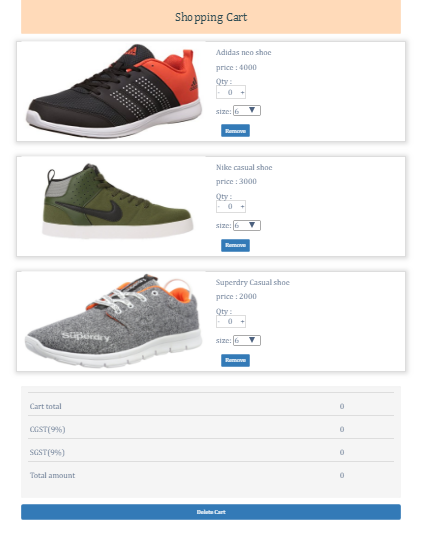 Shopping Cart
Adidas neo shoe
price : 4000
Qty :
- 0 +
size: 6
Remove
Nike casual shoe
price : 3000
Qty :
- 0 +
size: 6
Remove
Superdry Casual shoe
price : 2000
Qty :
- 0 +
size: 6
Remove
Superdry
Cart total 0
CGST(9%) 0
SGST(9%) 0
Total amount 0
Delete Cart